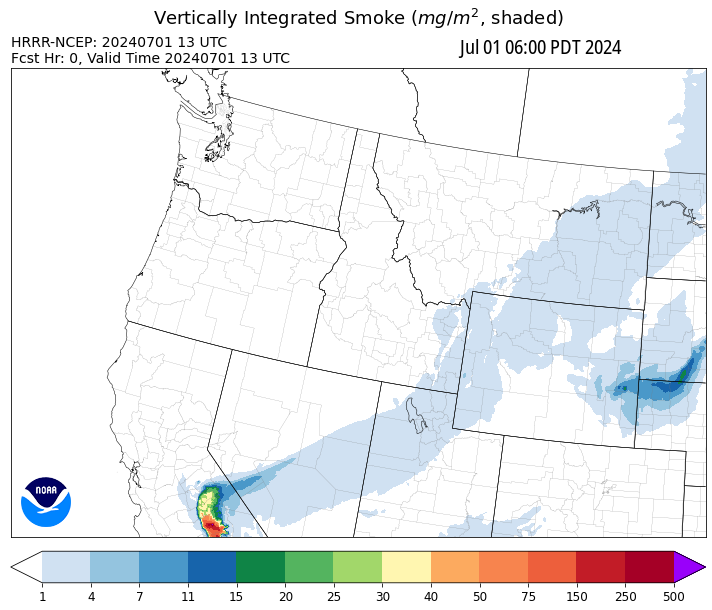 Vertically Integrated Smoke (mg/m², shaded)
HRRR-NCEP: 20240701 13 UTC
Jul 01 06:00 PDT 2024
Fcst Hr: 0, Valid Time 20240701 13 UTC
NOAA
1 4 7 11 15 20 25 30 40 50 75 150 250 500